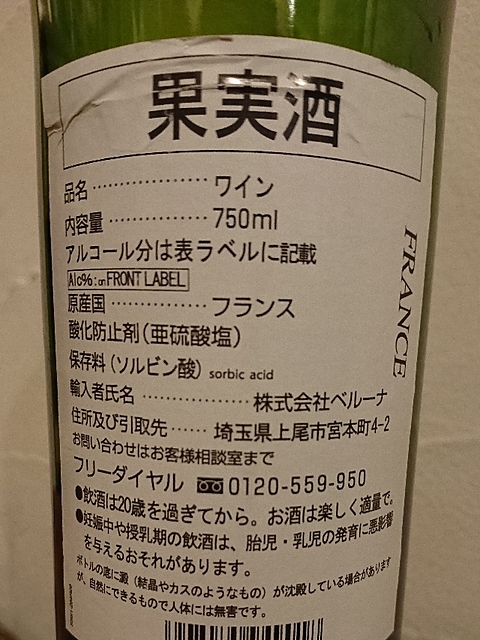 果実酒
品名 ……………… ワイン
内容量 …………… 750ml
アルコール分は表ラベルに記載
Alc%:on FRONT LABEL
原産国 …………… フランス
酸化防止剤(亜硫酸塩)
保存料(ソルビン酸) sorbic acid
輸入者氏名 ……………… 株式会社ベルーナ
住所及び引取先 …… 埼玉県上尾市宮本町4-2
お問い合わせはお客様相談室まで
フリーダイヤル 0120-559-950
●飲酒は20歳を過ぎてから。お酒は楽しく適量で。
●妊娠中や授乳期の飲酒は、胎児・乳児の発育に悪影響
を与えるおそれがあります。
ボトルの底に澱(結晶やカスのようなもの)が沈殿している場合があります
が、自然にできるもので人体には無害です。
FRANCE